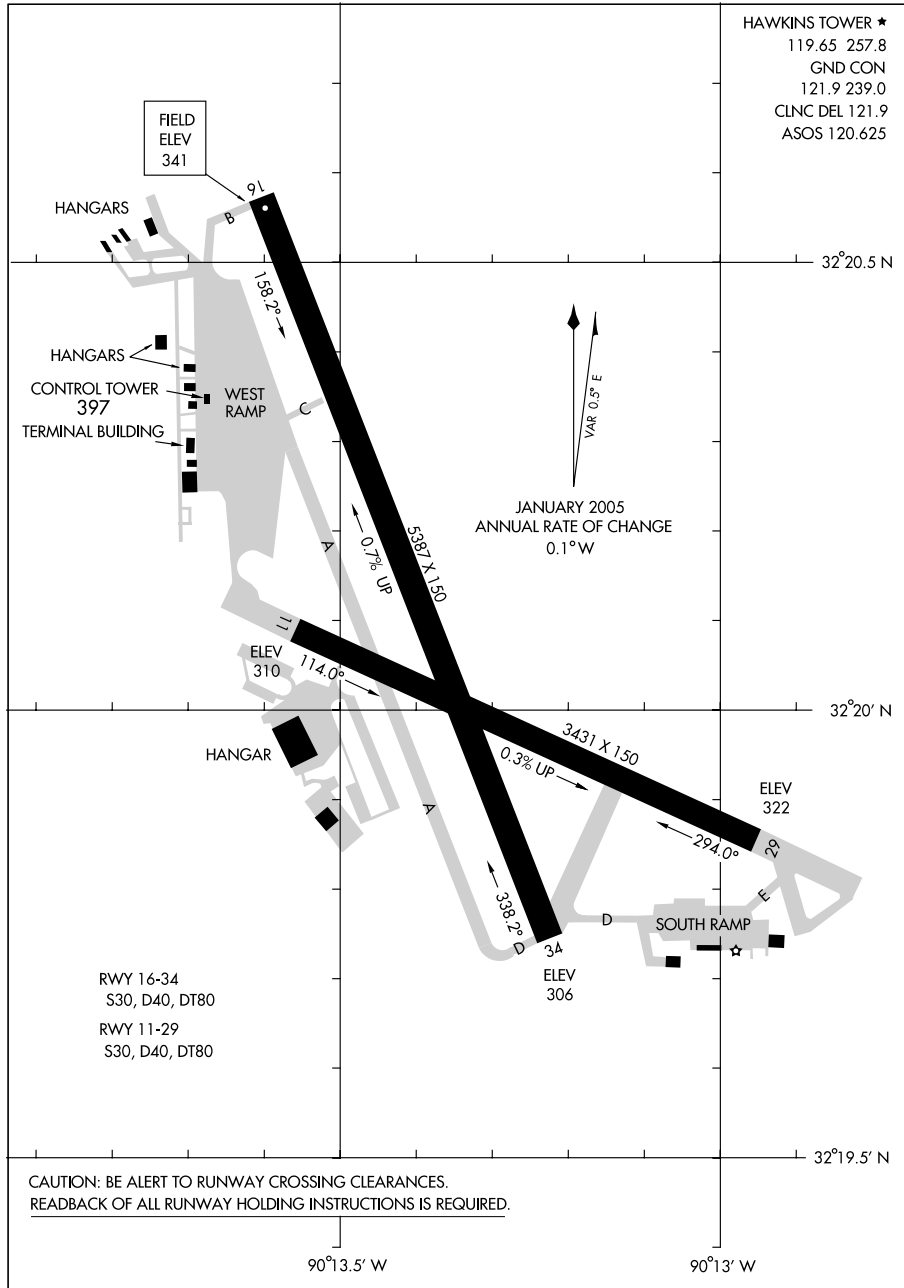 HAWKINS TOWER
119.65 257.8
GND CON
121.9 239.0
CLNC DEL 121.9
ASOS 120.625
FIELD
ELEV
341
16
HANGARS
B
32°20.5 N
158.2°
VAR 0.5° E
HANGARS
CONTROL TOWER
397
WEST
RAMP
C
TERMINAL BUILDING
JANUARY 2005
ANNUAL RATE OF CHANGE
0.1°W
A
0.7% UP
5387 X 150
11
ELEV
310
114.0°
32°20' N
HANGAR
3431 X 150
0.3% UP
ELEV
322
A
294.0°
29
E
338.2°
D
34
D
SOUTH RAMP
ELEV
306
RWY 16-34
S30, D40, DT80
RWY 11-29
S30, D40, DT80
32°19.5' N
CAUTION: BE ALERT TO RUNWAY CROSSING CLEARANCES.
READBACK OF ALL RUNWAY HOLDING INSTRUCTIONS IS REQUIRED.
90°13.5' W
90°13' W